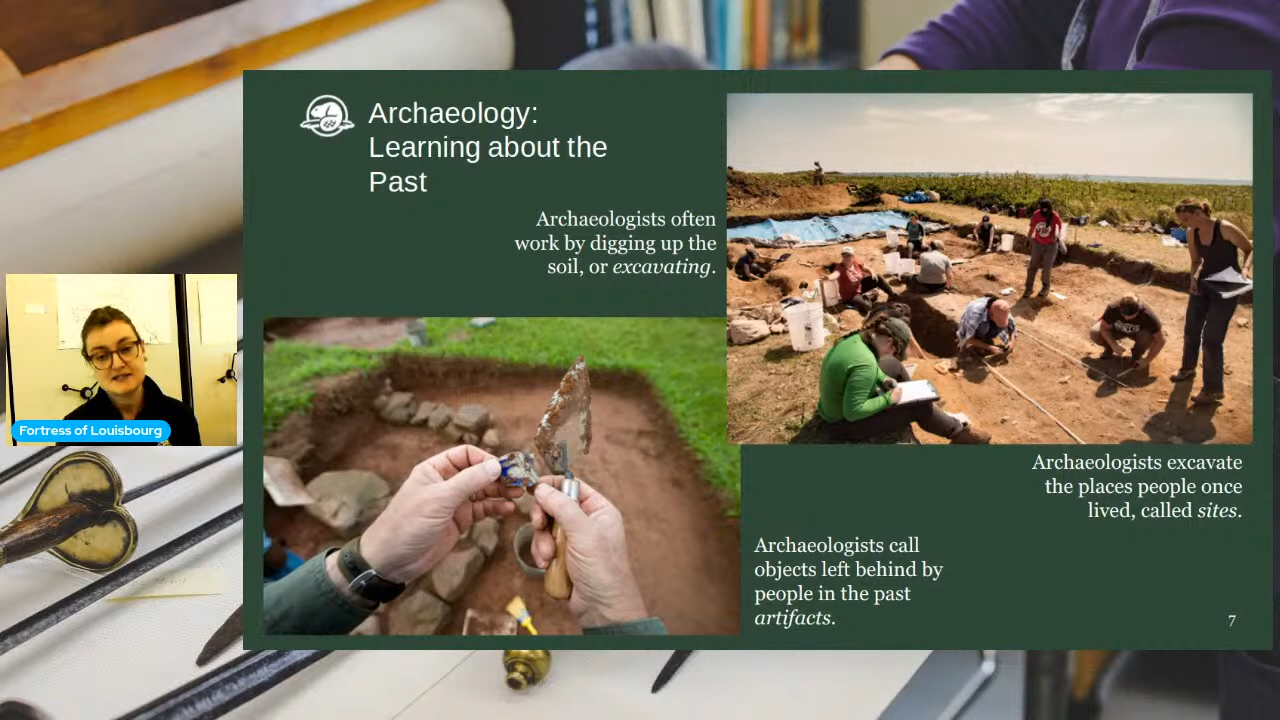 Archaeology:
Learning about the
Past
Archaeologists often
work by digging up the
soil, or excavating.
Fortress of Louisbourg
Archaeologists excavate
the places people once
lived, called sites.
Archaeologists call
objects left behind by
people in the past
artifacts.
7